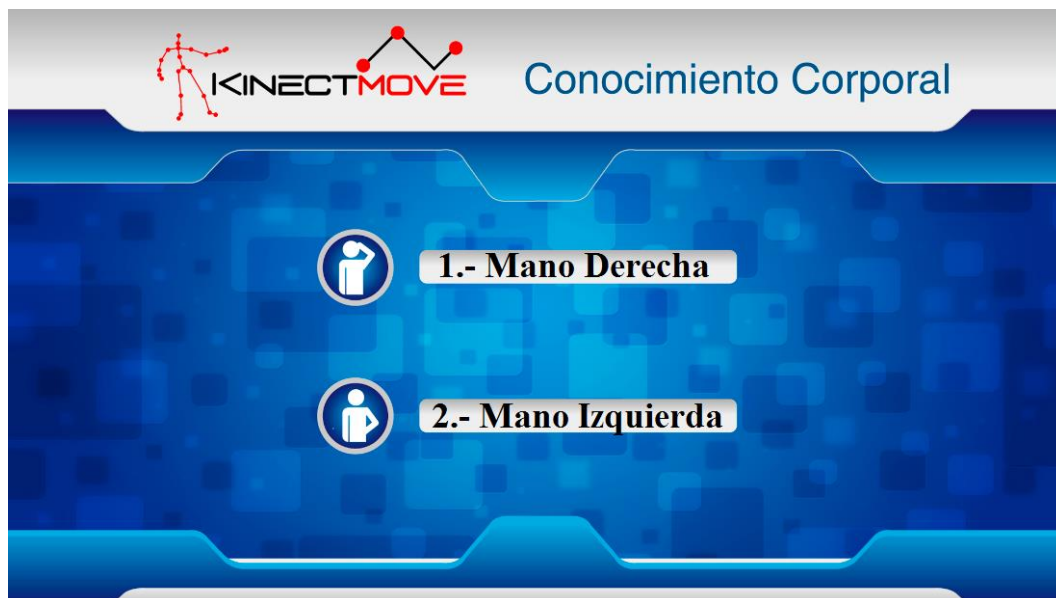 KINECTMOVE
Conocimiento Corporal
1.- Mano Derecha
2.- Mano Izquierda